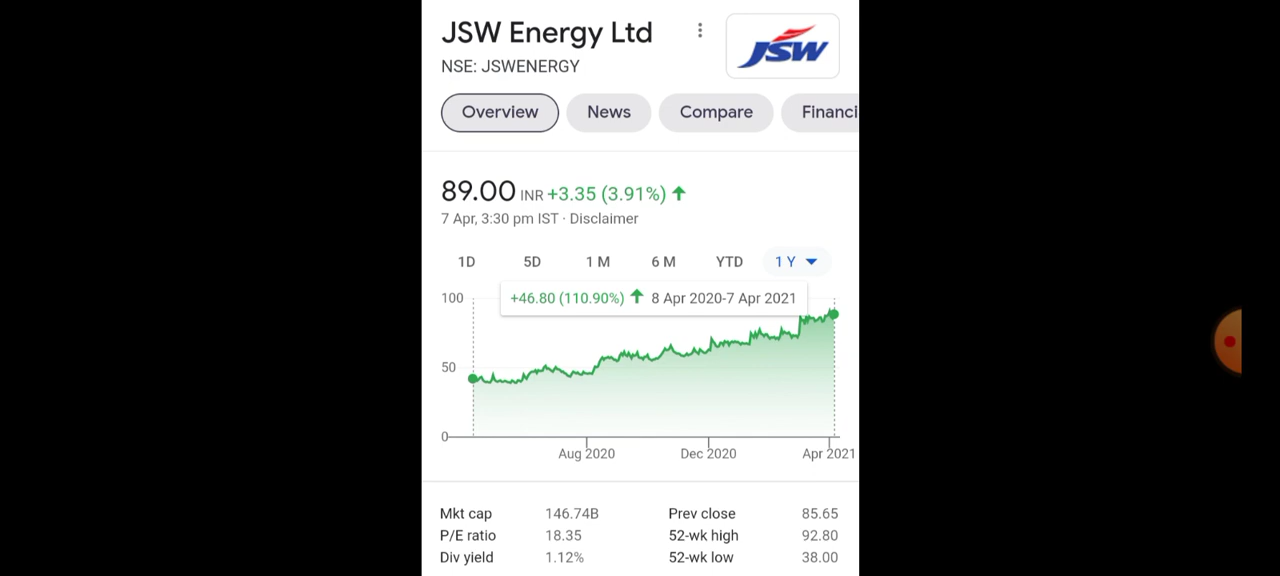 JSW Energy Ltd
JSW
NSE: JSWENERGY
Overview News Compare Financi
89.00 INR +3.35 (3.91%)
7 Apr, 3:30 pm IST · Disclaimer
1D 5D 1 M 6 M YTD 1 Y
100 +46.80 (110.90%) 8 Apr 2020-7 Apr 2021
50
0
Aug 2020 Dec 2020 Apr 2021
Mkt cap 146.74B Prev close 85.65
P/E ratio 18.35 52-wk high 92.80
Div yield 1.12% 52-wk low 38.00